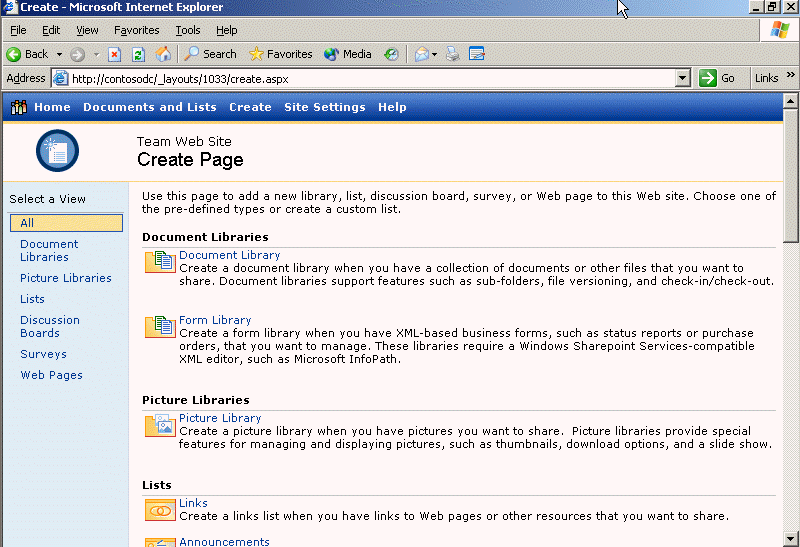 Create - Microsoft Internet Explorer
File Edit View Favorites Tools Help
Back Search Favorites Media
Address http://contosodc/_layouts/1033/create.aspx Go Links »
Home Documents and Lists Create Site Settings Help
Team Web Site
Create Page
Select a View
All
Document
Libraries
Picture Libraries
Lists
Discussion
Boards
Surveys
Web Pages
Use this page to add a new library, list, discussion board, survey, or Web page to this Web site. Choose one of
the pre-defined types or create a custom list.
Document Libraries
Document Library
Create a document library when you have a collection of documents or other files that you want to
share. Document libraries support features such as sub-folders, file versioning, and check-in/check-out.
Form Library
Create a form library when you have XML-based business forms, such as status reports or purchase
orders, that you want to manage. These libraries require a Windows Sharepoint Services-compatible
XML editor, such as Microsoft InfoPath.
Picture Libraries
Picture Library
Create a picture library when you have pictures you want to share. Picture libraries provide special
features for managing and displaying pictures, such as thumbnails, download options, and a slide show.
Lists
Links
Create a links list when you have links to Web pages or other resources that you want to share.
Announcements